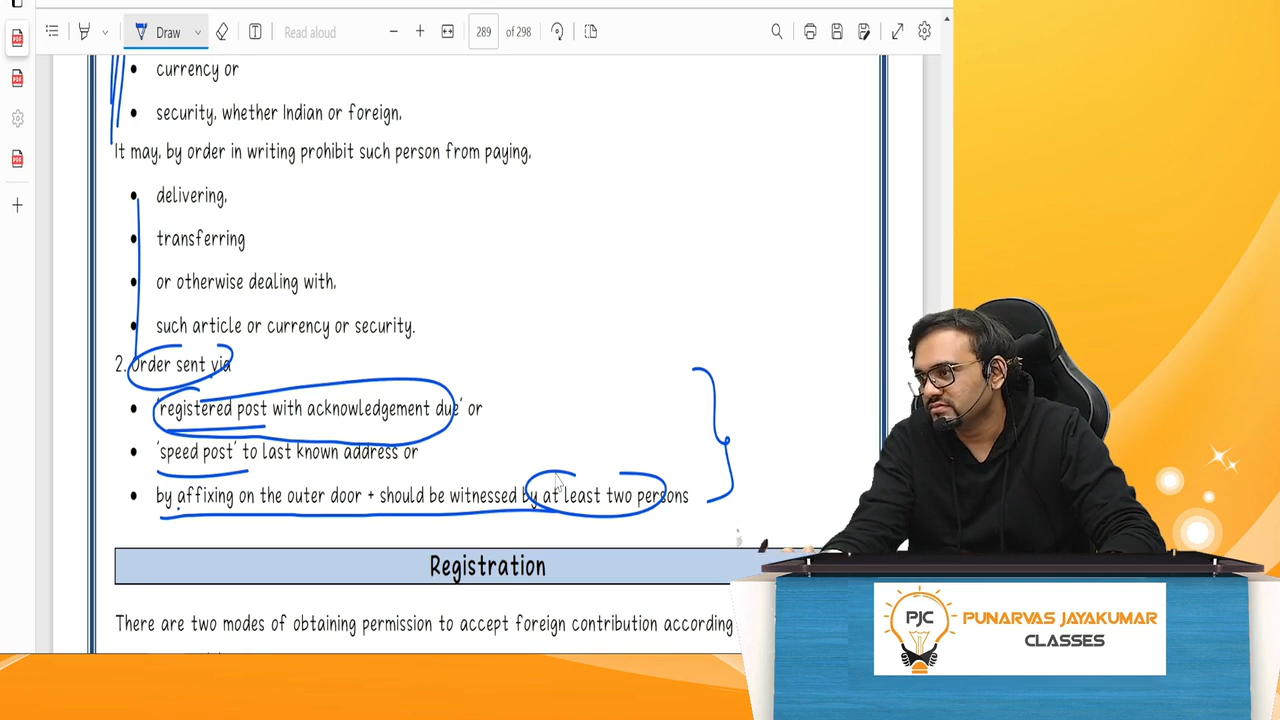 Draw
Read aloud
289
of 298
• currency or
• security, whether Indian or foreign,
It may, by order in writing prohibit such person from paying,
• delivering,
• transferring
• or otherwise dealing with,
• such article or currency or security.
2. Order sent via
• 'registered post with acknowledgement due' or
• 'speed post' to last known address or
• by affixing on the outer door + should be witnessed by at least two persons
Registration
There are two modes of obtaining permission to accept foreign contribution according
PJC
PUNARVAS JAYAKUMAR
CLASSES